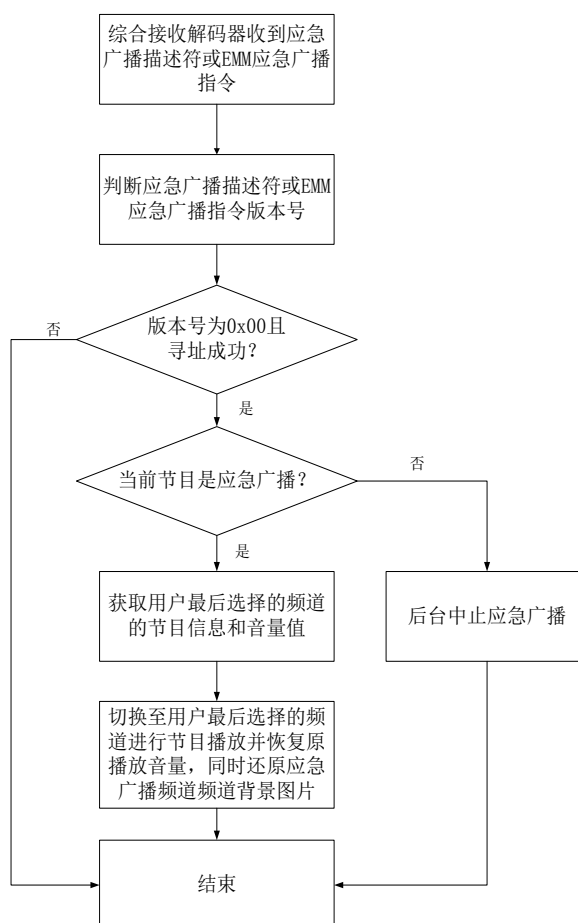 综合接收解码器收到应急
广播描述符或EMM应急广播
指令
判断应急广播描述符或EMM
应急广播指令版本号
否
版本号为0x00且
寻址成功？
是
当前节目是应急广播？
否
是
获取用户最后选择的频道
的节目信息和音量值
后台中止应急广播
切换至用户最后选择的频
道进行节目播放并恢复原
播放音量，同时还原应急
广播频道频道背景图片
结束